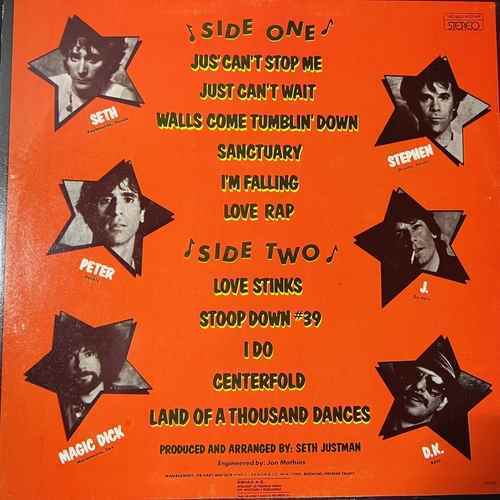 ♪ SIDE ONE ♪
STEREO
JUS' CAN'T STOP ME
JUST CAN'T WAIT
WALLS COME TUMBLIN' DOWN
SANCTUARY
I'M FALLING
LOVE RAP
SETH
STEPHEN
♪ SIDE TWO ♪
LOVE STINKS
STOOP DOWN #39
I DO
CENTERFOLD
LAND OF A THOUSAND DANCES
PETER
J.
MAGIC DICK
D.K.
PRODUCED AND ARRANGED BY: SETH JUSTMAN
Engineered by: Jon Mathias